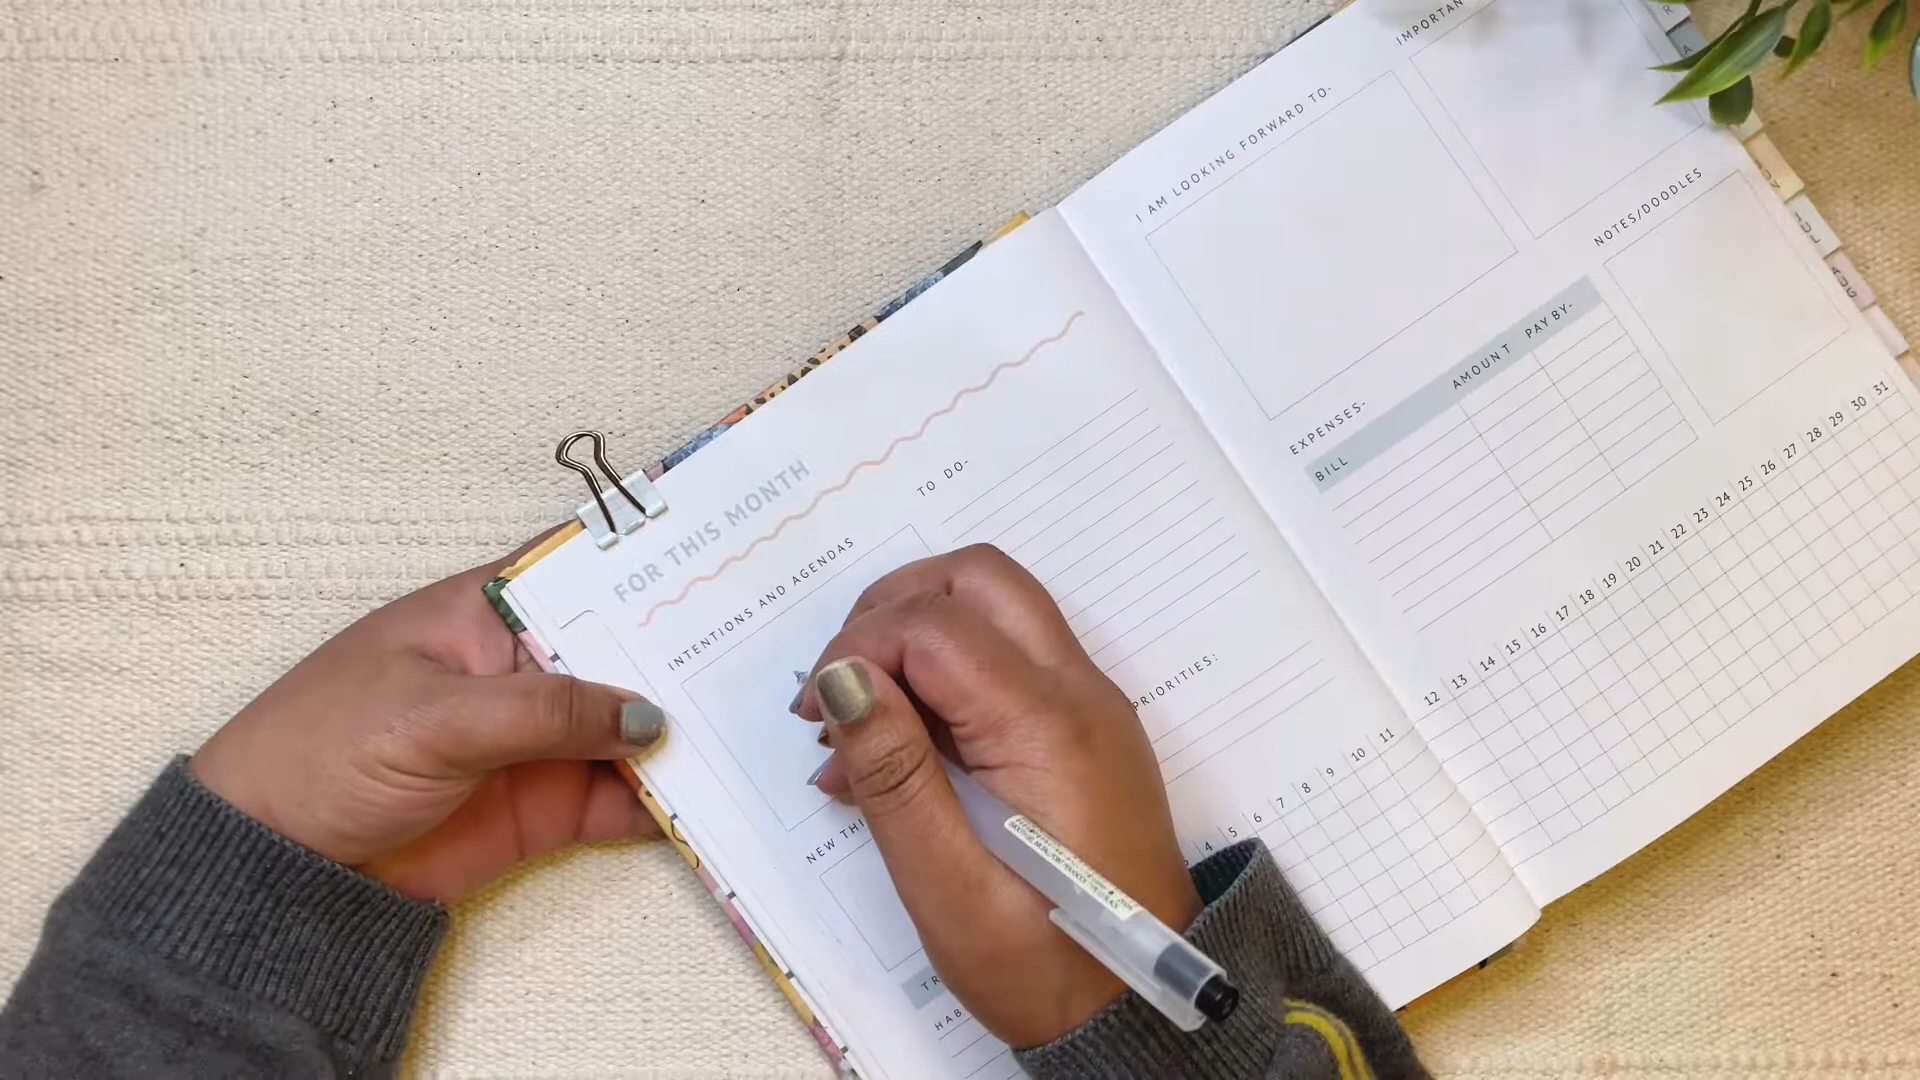 FOR THIS MONTH
INTENTIONS AND AGENDAS
TO DO-
PRIORITIES:
4 5 6 7 8 9 10 11
I AM LOOKING FORWARD TO-
NOTES/DOODLES
EXPENSES-
BILL AMOUNT PAY BY-
12 13 14 15 16 17 18 19 20 21 22 23 24 25 26 27 28 29 30 31
JUL
AUG